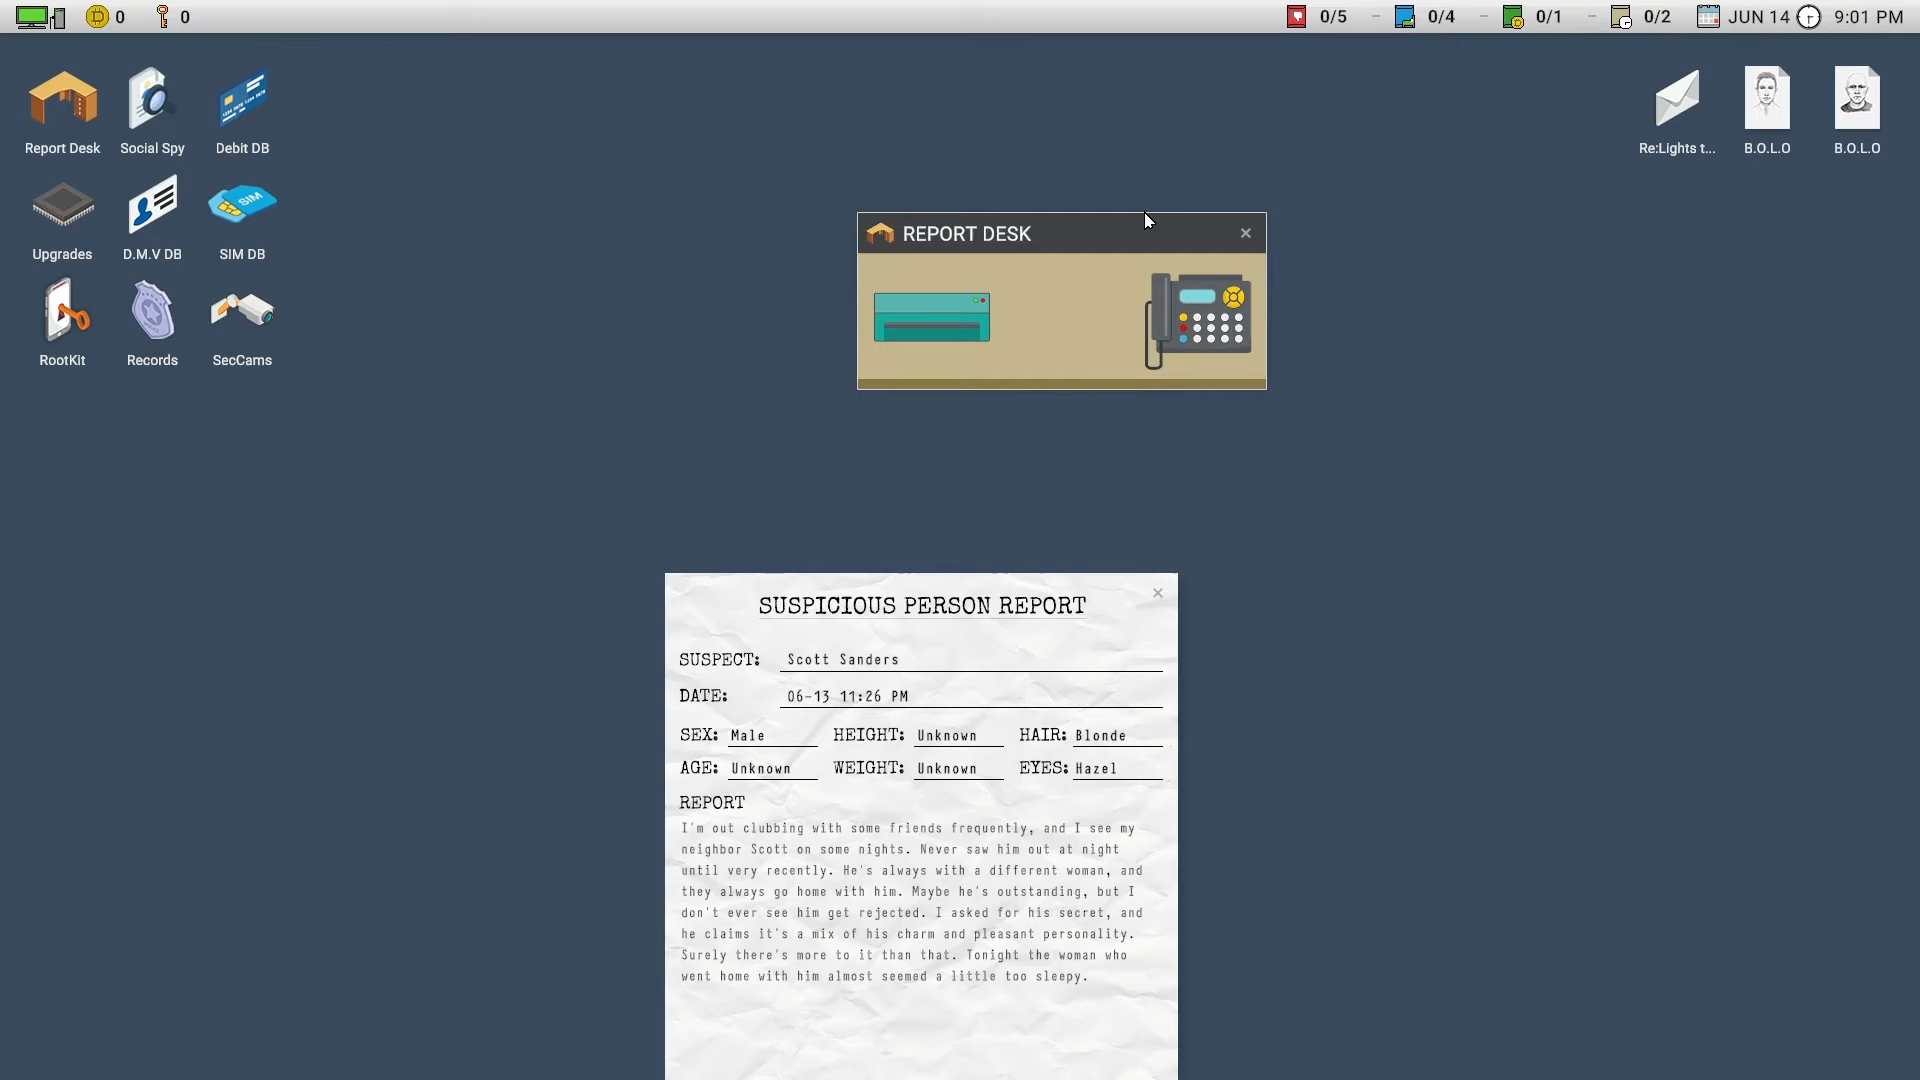 0
0
0/5
0/4
0/1
0/2
JUN 14
9:01 PM
Report Desk
Social Spy
Debit DB
Re:Lights t...
B.O.L.O
B.O.L.O
Upgrades
D.M.V DB
SIM
SIM DB
RootKit
Records
SecCams
REPORT DESK
SUSPICIOUS PERSON REPORT
SUSPECT: Scott Sanders
DATE: 06-13 11:26 PM
SEX: Male HEIGHT: Unknown HAIR: Blonde
AGE: Unknown WEIGHT: Unknown EYES: Hazel
REPORT
I'm out clubbing with some friends frequently, and I see my
neighbor Scott on some nights. Never saw him out at night
until very recently. He's always with a different woman, and
they always go home with him. Maybe he's outstanding, but I
don't ever see him get rejected. I asked for his secret, and
he claims it's a mix of his charm and pleasant personality.
Surely there's more to it than that. Tonight the woman who
went home with him almost seemed a little too sleepy.